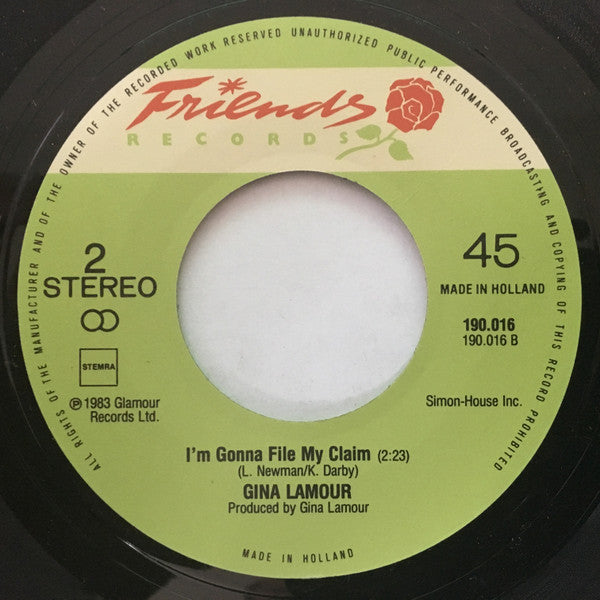 ALL RIGHTS OF THE MANUFACTURER AND OF THE OWNER OF THE RECORDED WORK RESERVED UNAUTHORIZED PUBLIC PERFORMANCE BROADCASTING AND COPYING OF THIS RECORD PROHIBITED
Friends
RECORDS
2
STEREO
STEMRA
℗ 1983 Glamour
Records Ltd.
45
MADE IN HOLLAND
190.016
190.016 B
Simon-House Inc.
I'm Gonna File My Claim (2:23)
(L. Newman/K. Darby)
GINA LAMOUR
Produced by Gina Lamour
MADE IN HOLLAND